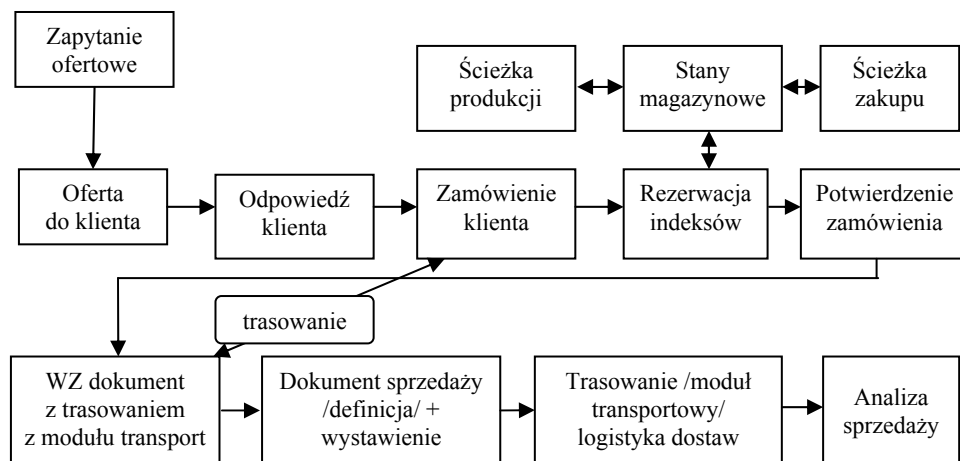 Zapytanie
ofertowe
Ścieżka
produkcji
Stany
magazynowe
Ścieżka
zakupu
Oferta
do klienta
Odpowiedź
klienta
Zamówienie
klienta
Rezerwacja
indeksów
Potwierdzenie
zamówienia
trasowanie
WZ dokument
z trasowaniem
z modułu transport
Dokument sprzedaży
/definicja/ +
wystawienie
Trasowanie /moduł
transportowy/
logistyka dostaw
Analiza
sprzedaży